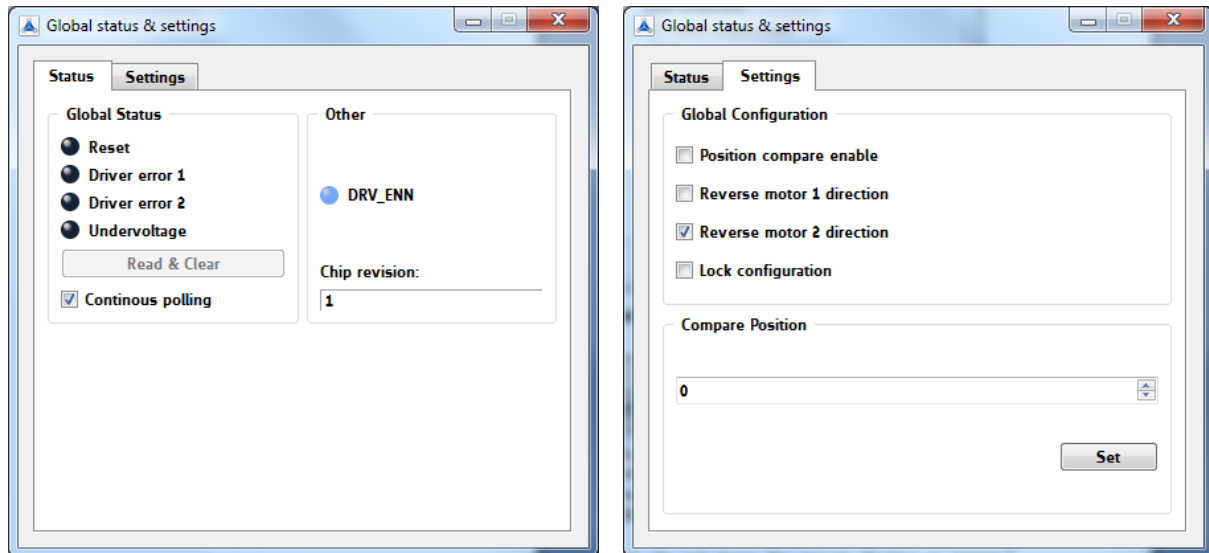 Global status & settings
Status Settings
Global Status
Reset
Driver error 1
Driver error 2
Undervoltage
Read & Clear
Continous polling
Other
DRV_ENN
Chip revision:
1
Global status & settings
Status Settings
Global Configuration
Position compare enable
Reverse motor 1 direction
Reverse motor 2 direction
Lock configuration
Compare Position
0
Set